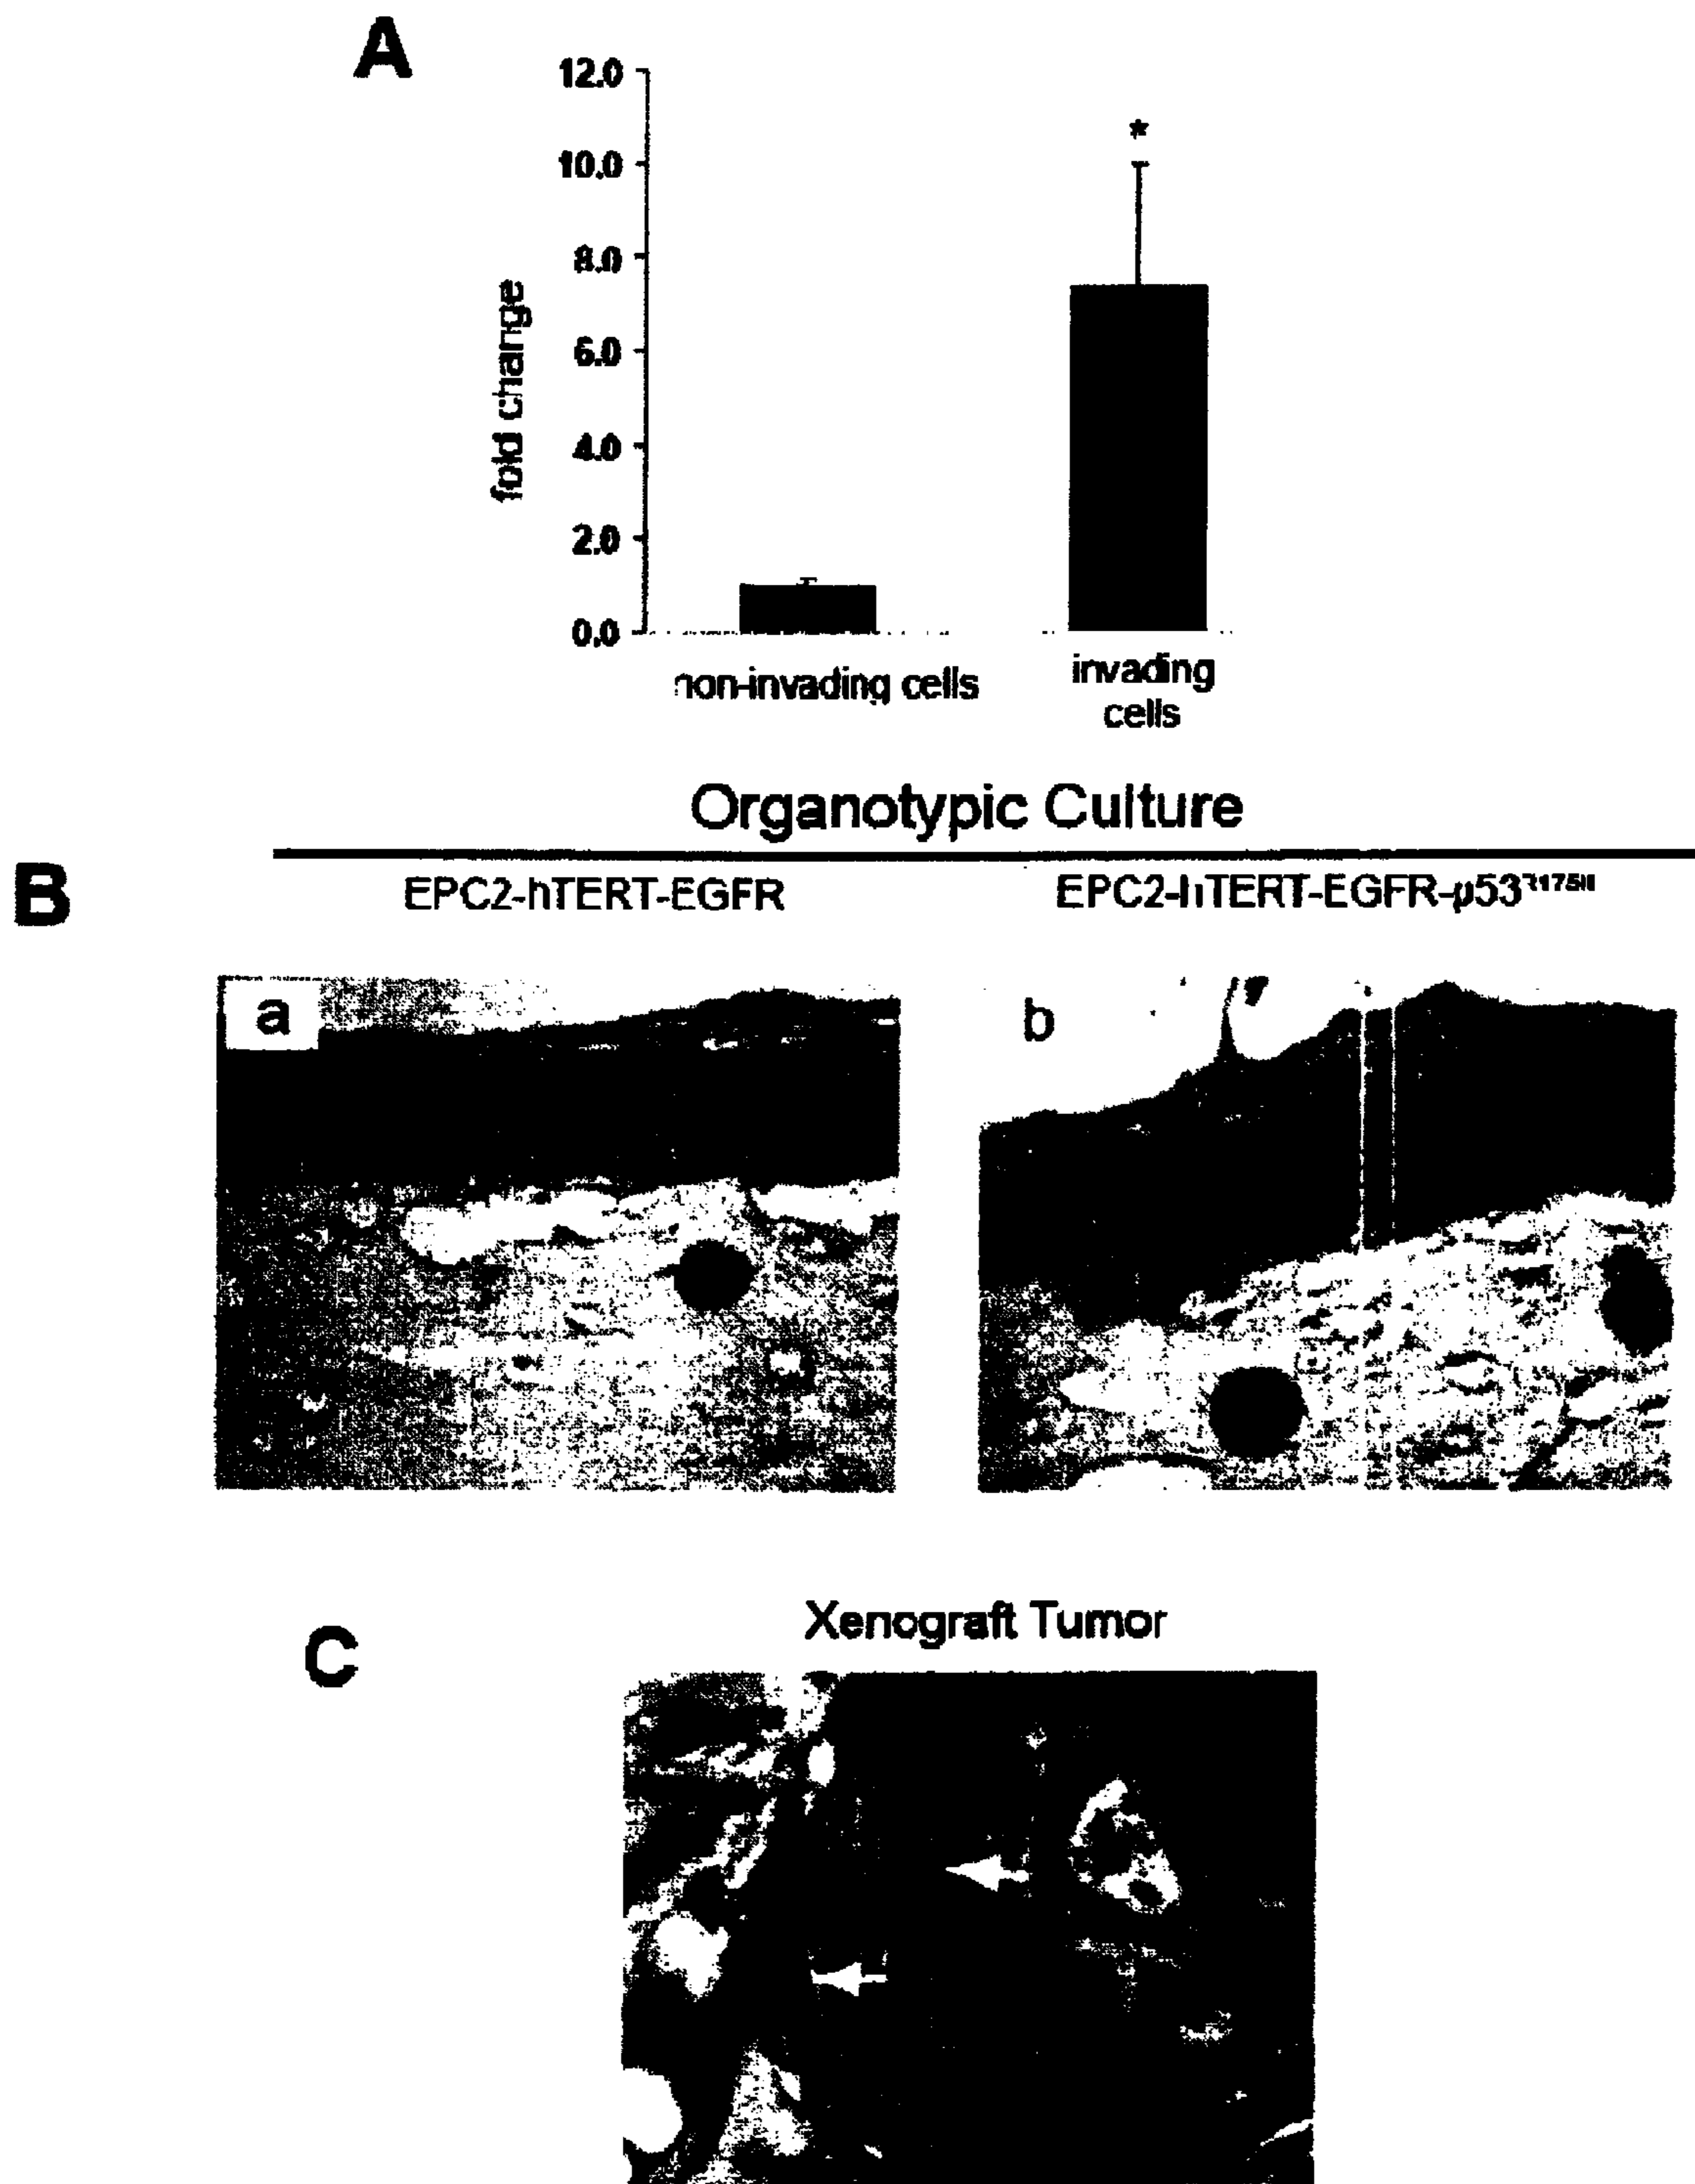 A
12.0
10.0
8.0
6.0
4.0
2.0
0.0
fold change
*
non-invading cells
invading
cells
Organotypic Culture
B
EPC2-hTERT-EGFR
EPC2-hTERT-EGFR-p53
a
b
Xenograft Tumor
C